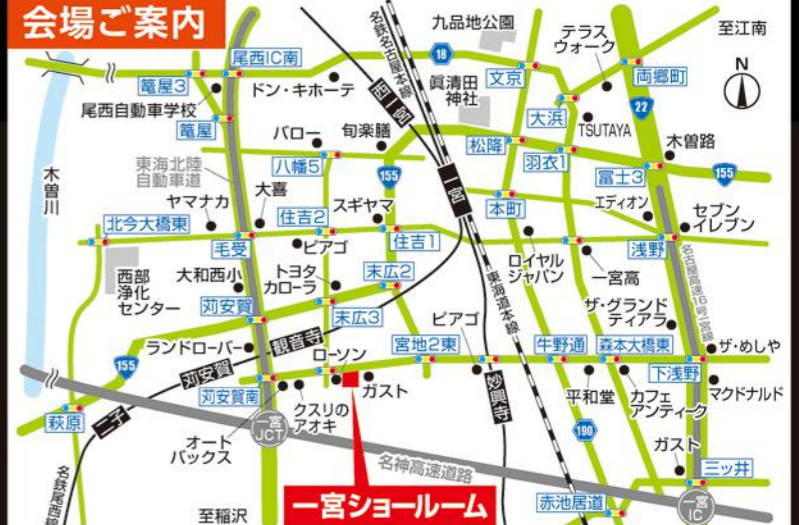 会場ご案内
名鉄名古屋本線
九品地公園
テラス
ウォーク
至江南
N
18
尾西IC南
籠屋3
ドン・キホーテ
尾西自動車学校
籠屋
西一宮
眞清田
神社
文京
大浜
TSUTAYA
両郷町
22
バロー
旬楽膳
八幡5
155
松降
羽衣1
木曽路
富士3
155
木曽川
東海北陸
自動車道
ヤマナカ
大喜
スギヤマ
一宮
本町
エディオン
セブン
イレブン
北今大橋東
毛受
住吉2
ピアゴ
住吉1
ロイヤル
ジャパン
一宮高
浅野
西部
浄化
センター
大和西小
トヨタ
カローラ
末広2
東海道本線
名古屋高速16号一宮線
苅安賀
末広3
ザ・グランド
ティアラ
ランドローバー
観音寺
ピアゴ
宮地2東
牛野通
森本大橋東
ザ・めしや
155
苅安賀
ローソン
下浅野
苅安賀南
ガスト
妙興寺
平和堂
カフェ
アンティーク
マクドナルド
クスリの
アオキ
萩原
二子
オート
バックス
一宮
JCT
190
ガスト
名神高速道路
三ッ井
名鉄尾西線
至稲沢
一宮ショールーム
赤池居道
一宮
IC